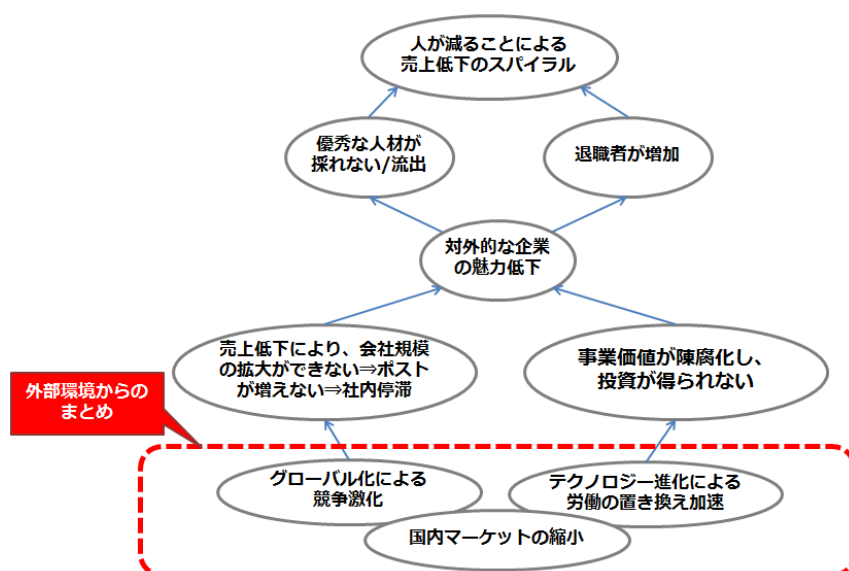 人が減ることによる
売上低下のスパイラル
優秀な人材が
採れない/流出
退職者が増加
対外的な企業
の魅力低下
売上低下により、会社規模
の拡大ができない⇒ポスト
が増えない⇒社内停滞
事業価値が陳腐化し、
投資が得られない
外部環境からの
まとめ
グローバル化による
競争激化
テクノロジー進化による
労働の置き換え加速
国内マーケットの縮小